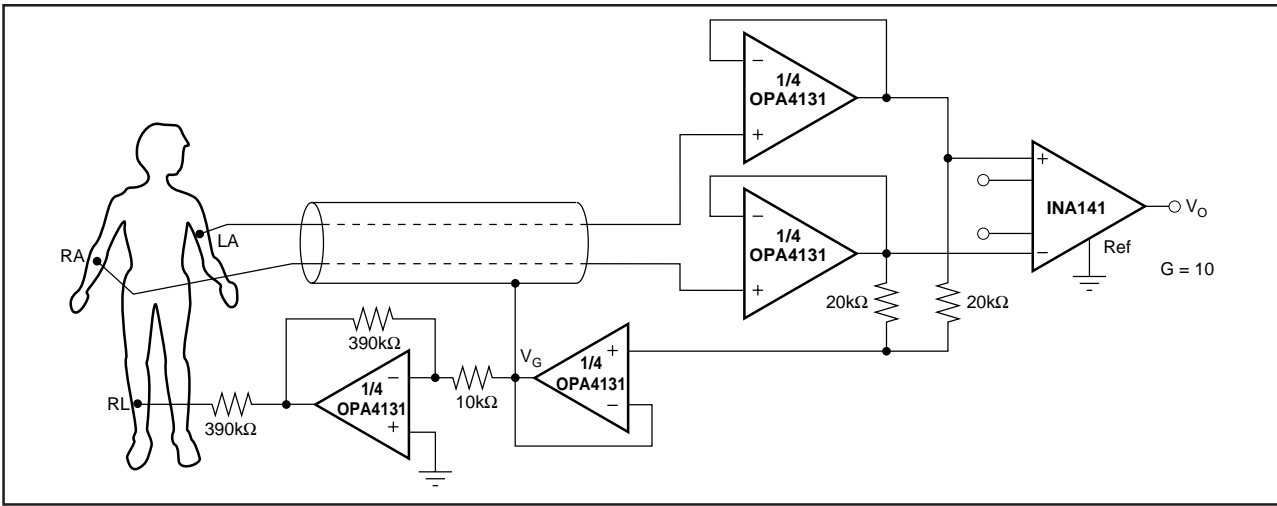 −
1/4
OPA4131
+
−
1/4
OPA4131
+
+
INA141
−
Ref
V_O
G = 10
LA
RA
20kΩ
20kΩ
390kΩ
V_G
+
1/4
OPA4131
−
10kΩ
−
1/4
OPA4131
+
RL
390kΩ